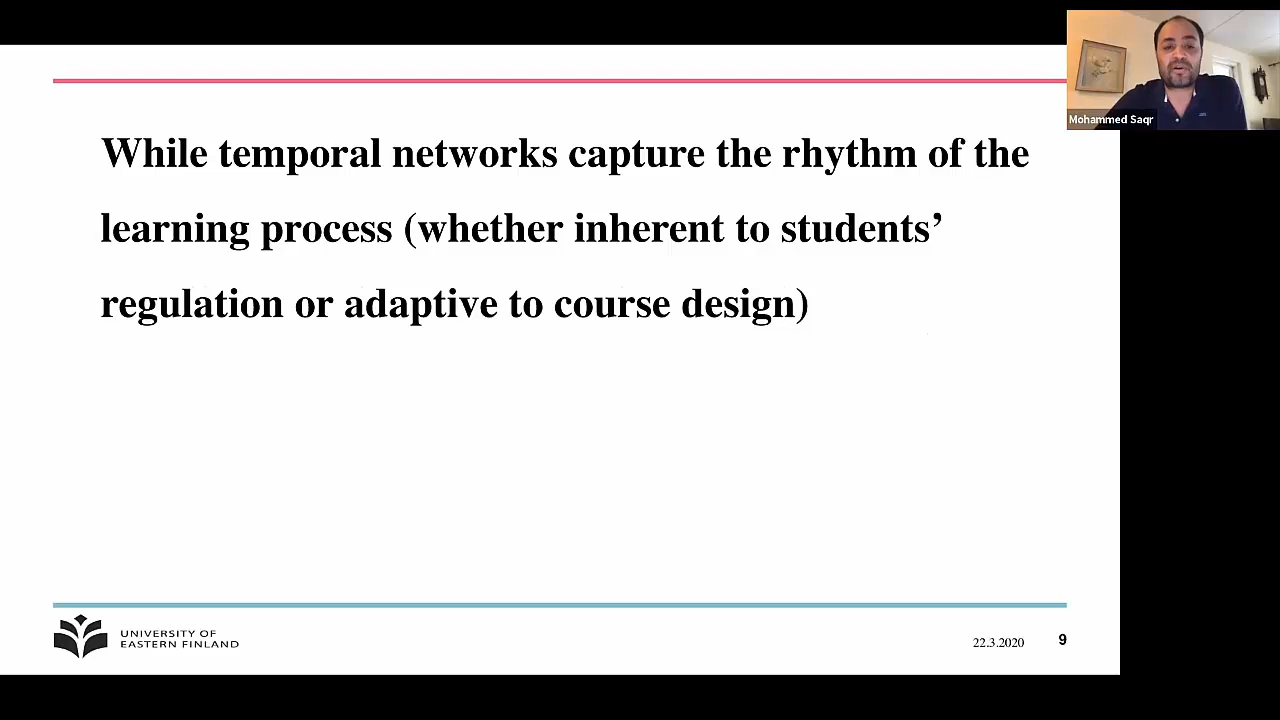 Mohammed Saqr
While temporal networks capture the rhythm of the
learning process (whether inherent to students’
regulation or adaptive to course design)
UNIVERSITY OF
EASTERN FINLAND
22.3.2020
9